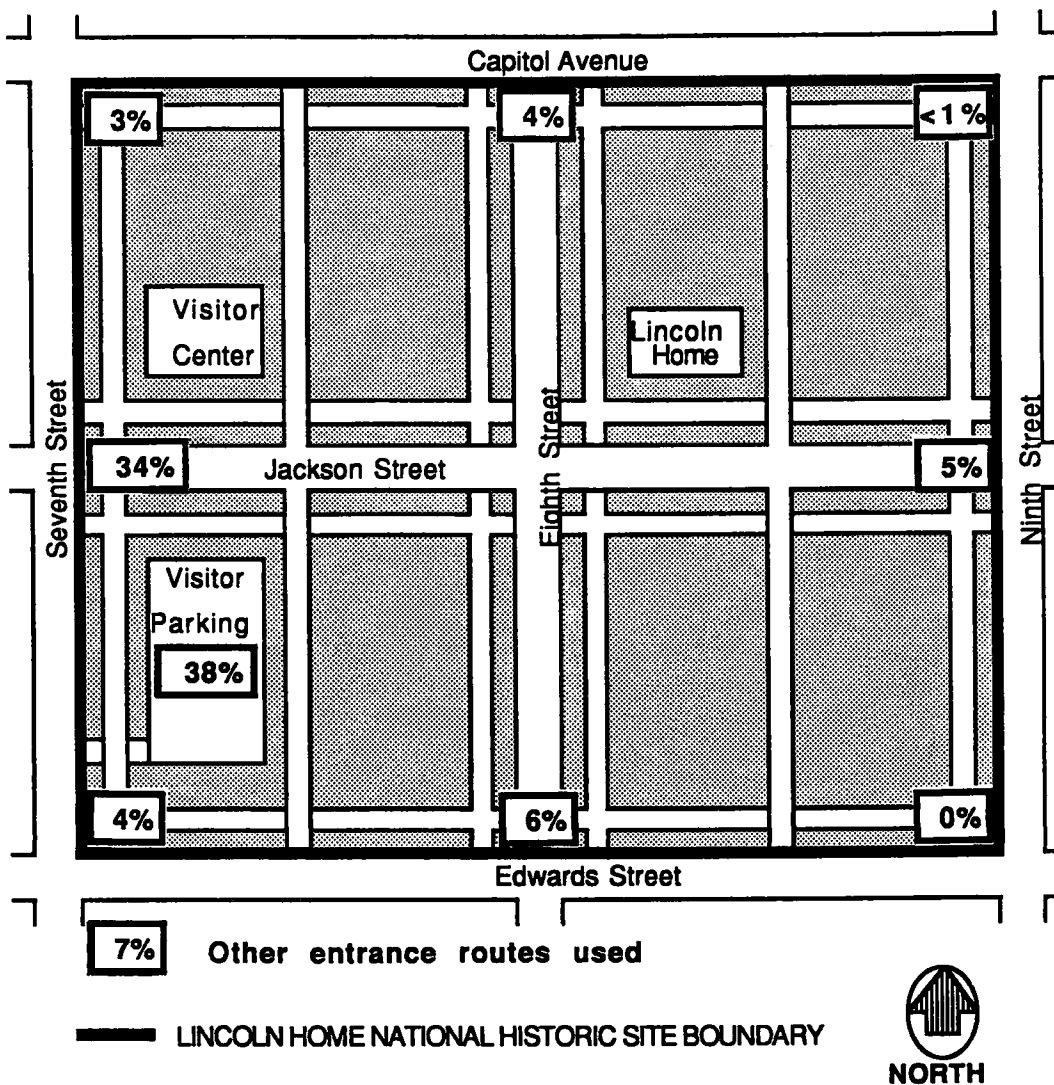 Capitol Avenue
3%
4%
<1%
Visitor
Center
Lincoln
Home
Seventh Street
34%
Jackson Street
Eighth Street
5%
Ninth Street
Visitor
Parking
38%
4%
6%
0%
Edwards Street
7% Other entrance routes used
LINCOLN HOME NATIONAL HISTORIC SITE BOUNDARY
NORTH